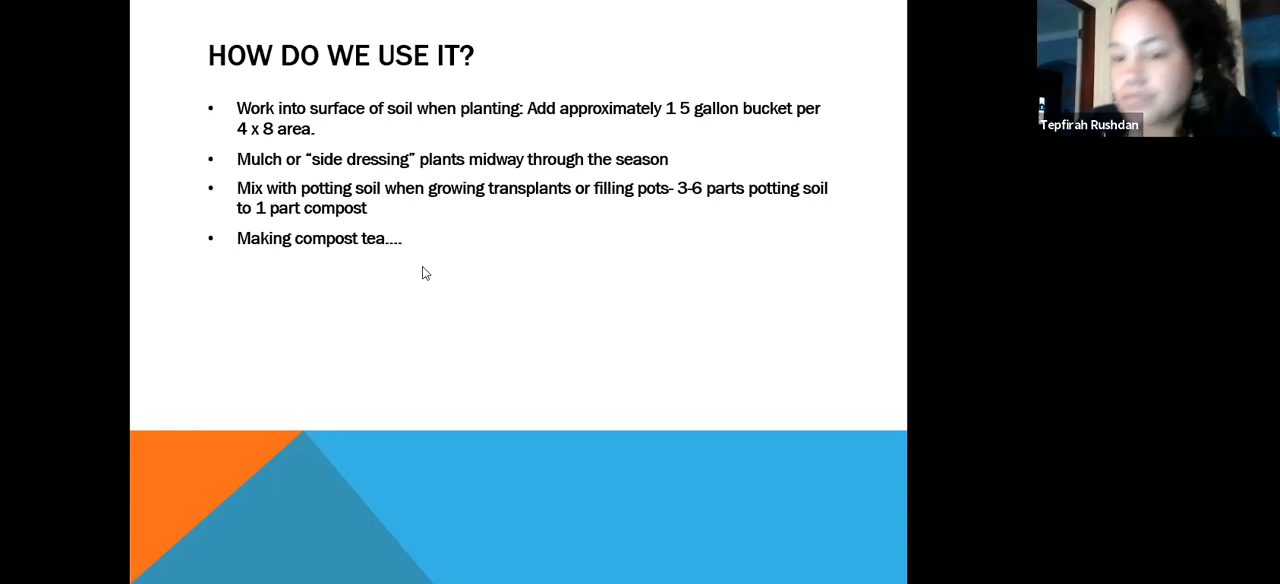 HOW DO WE USE IT?
• Work into surface of soil when planting: Add approximately 1 5 gallon bucket per
4 x 8 area.
• Mulch or “side dressing” plants midway through the season
• Mix with potting soil when growing transplants or filling pots- 3-6 parts potting soil
to 1 part compost
• Making compost tea....
Tepfirah Rushdan